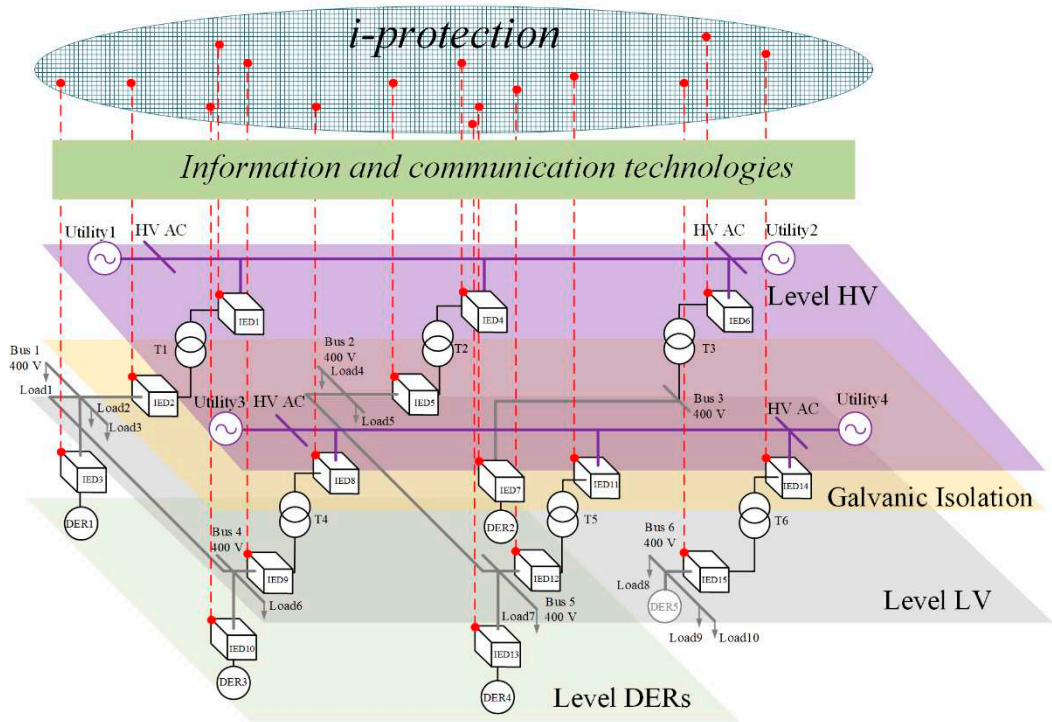 i-protection
Information and communication technologies
Utility1
HV AC
HV AC
Utility2
Level HV
IED1
IED4
IED6
T1
T2
T3
Bus 1
400 V
Bus 2
400 V
Load4
Load1
Load2
Load3
IED2
Load5
IED5
Bus 3
400 V
Utility3
HV AC
HV AC
Utility4
IED3
IED8
IED7
IED11
IED14
Galvanic Isolation
DER1
T4
DER2
T5
T6
Bus 4
400 V
Bus 6
400 V
IED9
IED12
IED15
Load6
Load7
Bus 5
400 V
Load8
DER5
Level LV
Load9
Load10
IED10
IED13
DER3
DER4
Level DERs